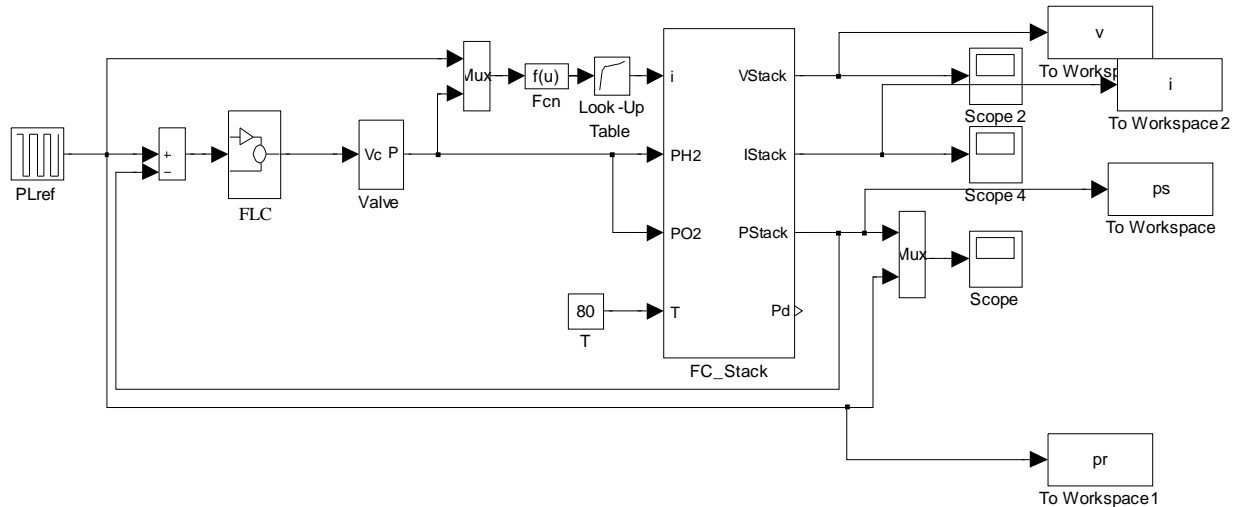 v
To Worksp
i
To Workspace2
Scope 2
Mux
f(u)
Fcn
Look-Up
Table
i
VStack
PLref
+
−
FLC
Vc P
Valve
PH2
IStack
Scope 4
ps
To Workspace
PO2
PStack
Mux
Scope
80
T
T
Pd
FC_Stack
pr
To Workspace1